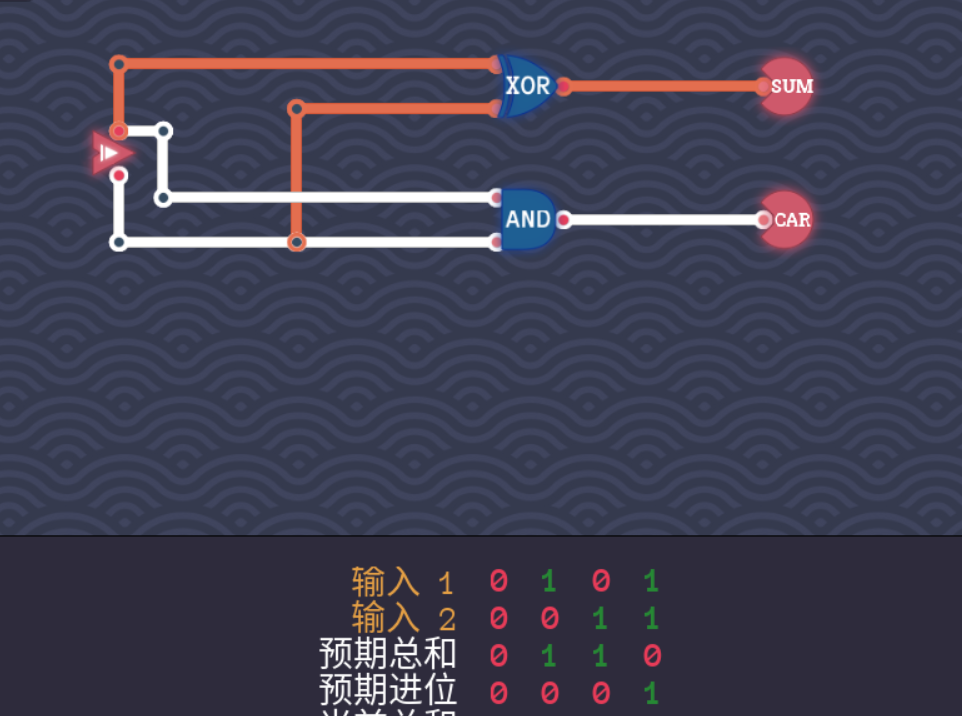 XOR
SUM
AND
CAR
输入 1 0 1 0 1
输入 2 0 0 1 1
预期总和 0 1 1 0
预期进位 0 0 0 1